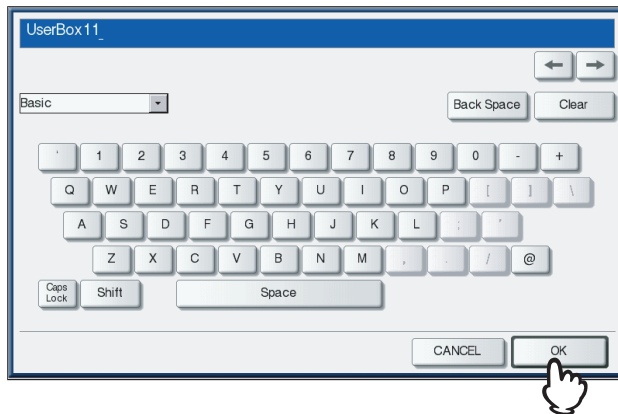 UserBox11_
Basic
Back Space Clear
' 1 2 3 4 5 6 7 8 9 0 - +
Q W E R T Y U I O P [ ] \
A S D F G H J K L ; "
Z X C V B N M , . / @
Caps Lock Shift Space
CANCEL OK